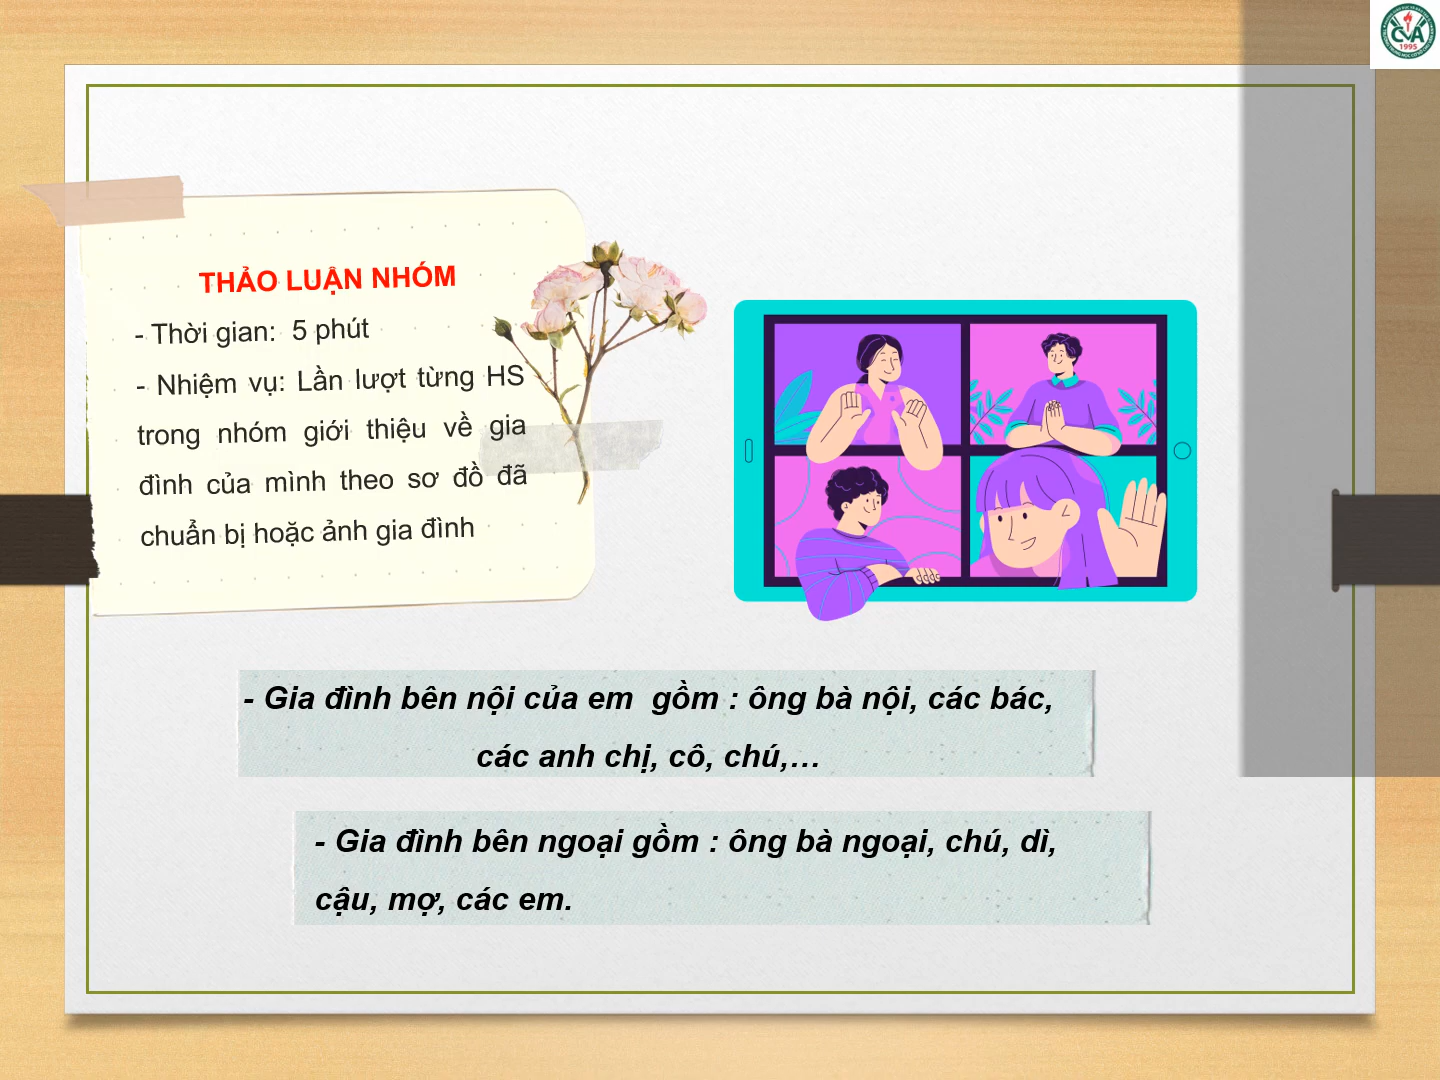 CVA
1995
THẢO LUẬN NHÓM
- Thời gian: 5 phút
- Nhiệm vụ: Lần lượt từng HS
trong nhóm giới thiệu về gia
đình của mình theo sơ đồ đã
chuẩn bị hoặc ảnh gia đình
- Gia đình bên nội của em gồm : ông bà nội, các bác,
các anh chị, cô, chú,...
- Gia đình bên ngoại gồm : ông bà ngoại, chú, dì,
cậu, mợ, các em.